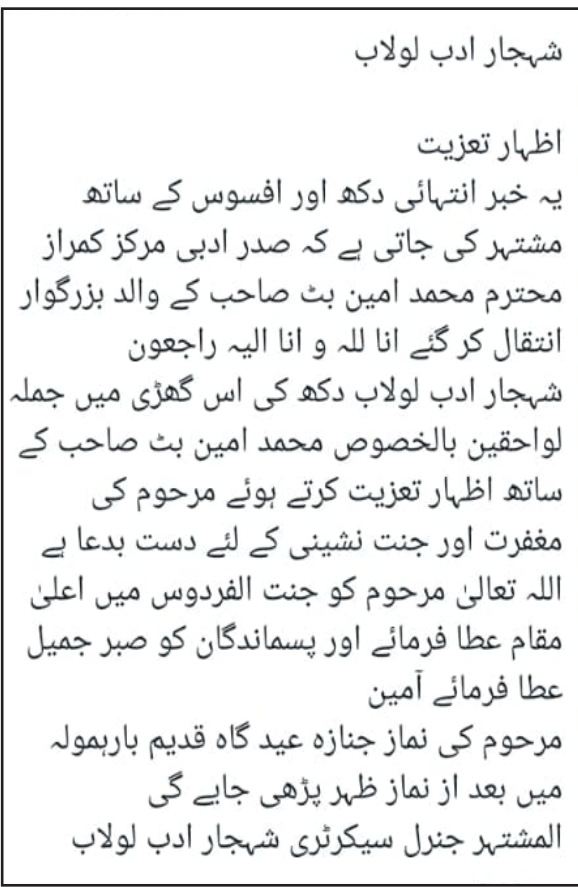 شہجار ادب لولاب
اظہار تعزیت
یہ خبر انتہائی دکھ اور افسوس کے ساتھ
مشتہر کی جاتی ہے کہ صدر ادبی مرکز کمراز
محترم محمد امین بٹ صاحب کے والد بزرگوار
انتقال کر گئے انا للہ و انا الیہ راجعون
شہجار ادب لولاب دکھ کی اس گھڑی میں جملہ
لواحقین بالخصوص محمد امین بٹ صاحب کے
ساتھ اظہار تعزیت کرتے ہوئے مرحوم کی
مغفرت اور جنت نشینی کے لئے دست بدعا ہے
اللہ تعالیٰ مرحوم کو جنت الفردوس میں اعلیٰ
مقام عطا فرمائے اور پسماندگان کو صبر جمیل
عطا فرمائے آمین
مرحوم کی نماز جنازہ عید گاہ قدیم بارہمولہ
میں بعد از نماز ظہر پڑھی جایے گی
المشتہر جنرل سیکرٹری شہجار ادب لولاب